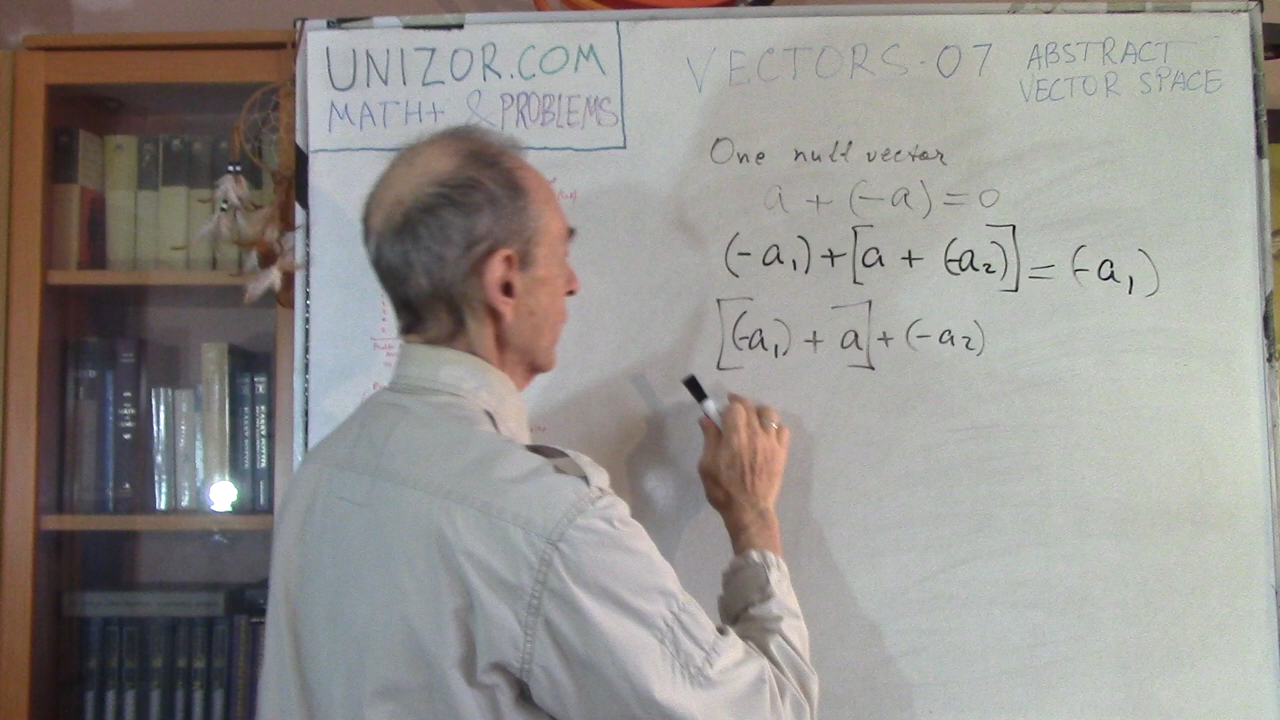 UNIZOR.COM
MATH+ & PROBLEMS
VECTORS·07 ABSTRACT
VECTOR SPACE
One null vector
a + (-a) = 0
(-a₁) + [a + (-a₂)] = (-a₁)
[(-a₁) + a] + (-a₂)